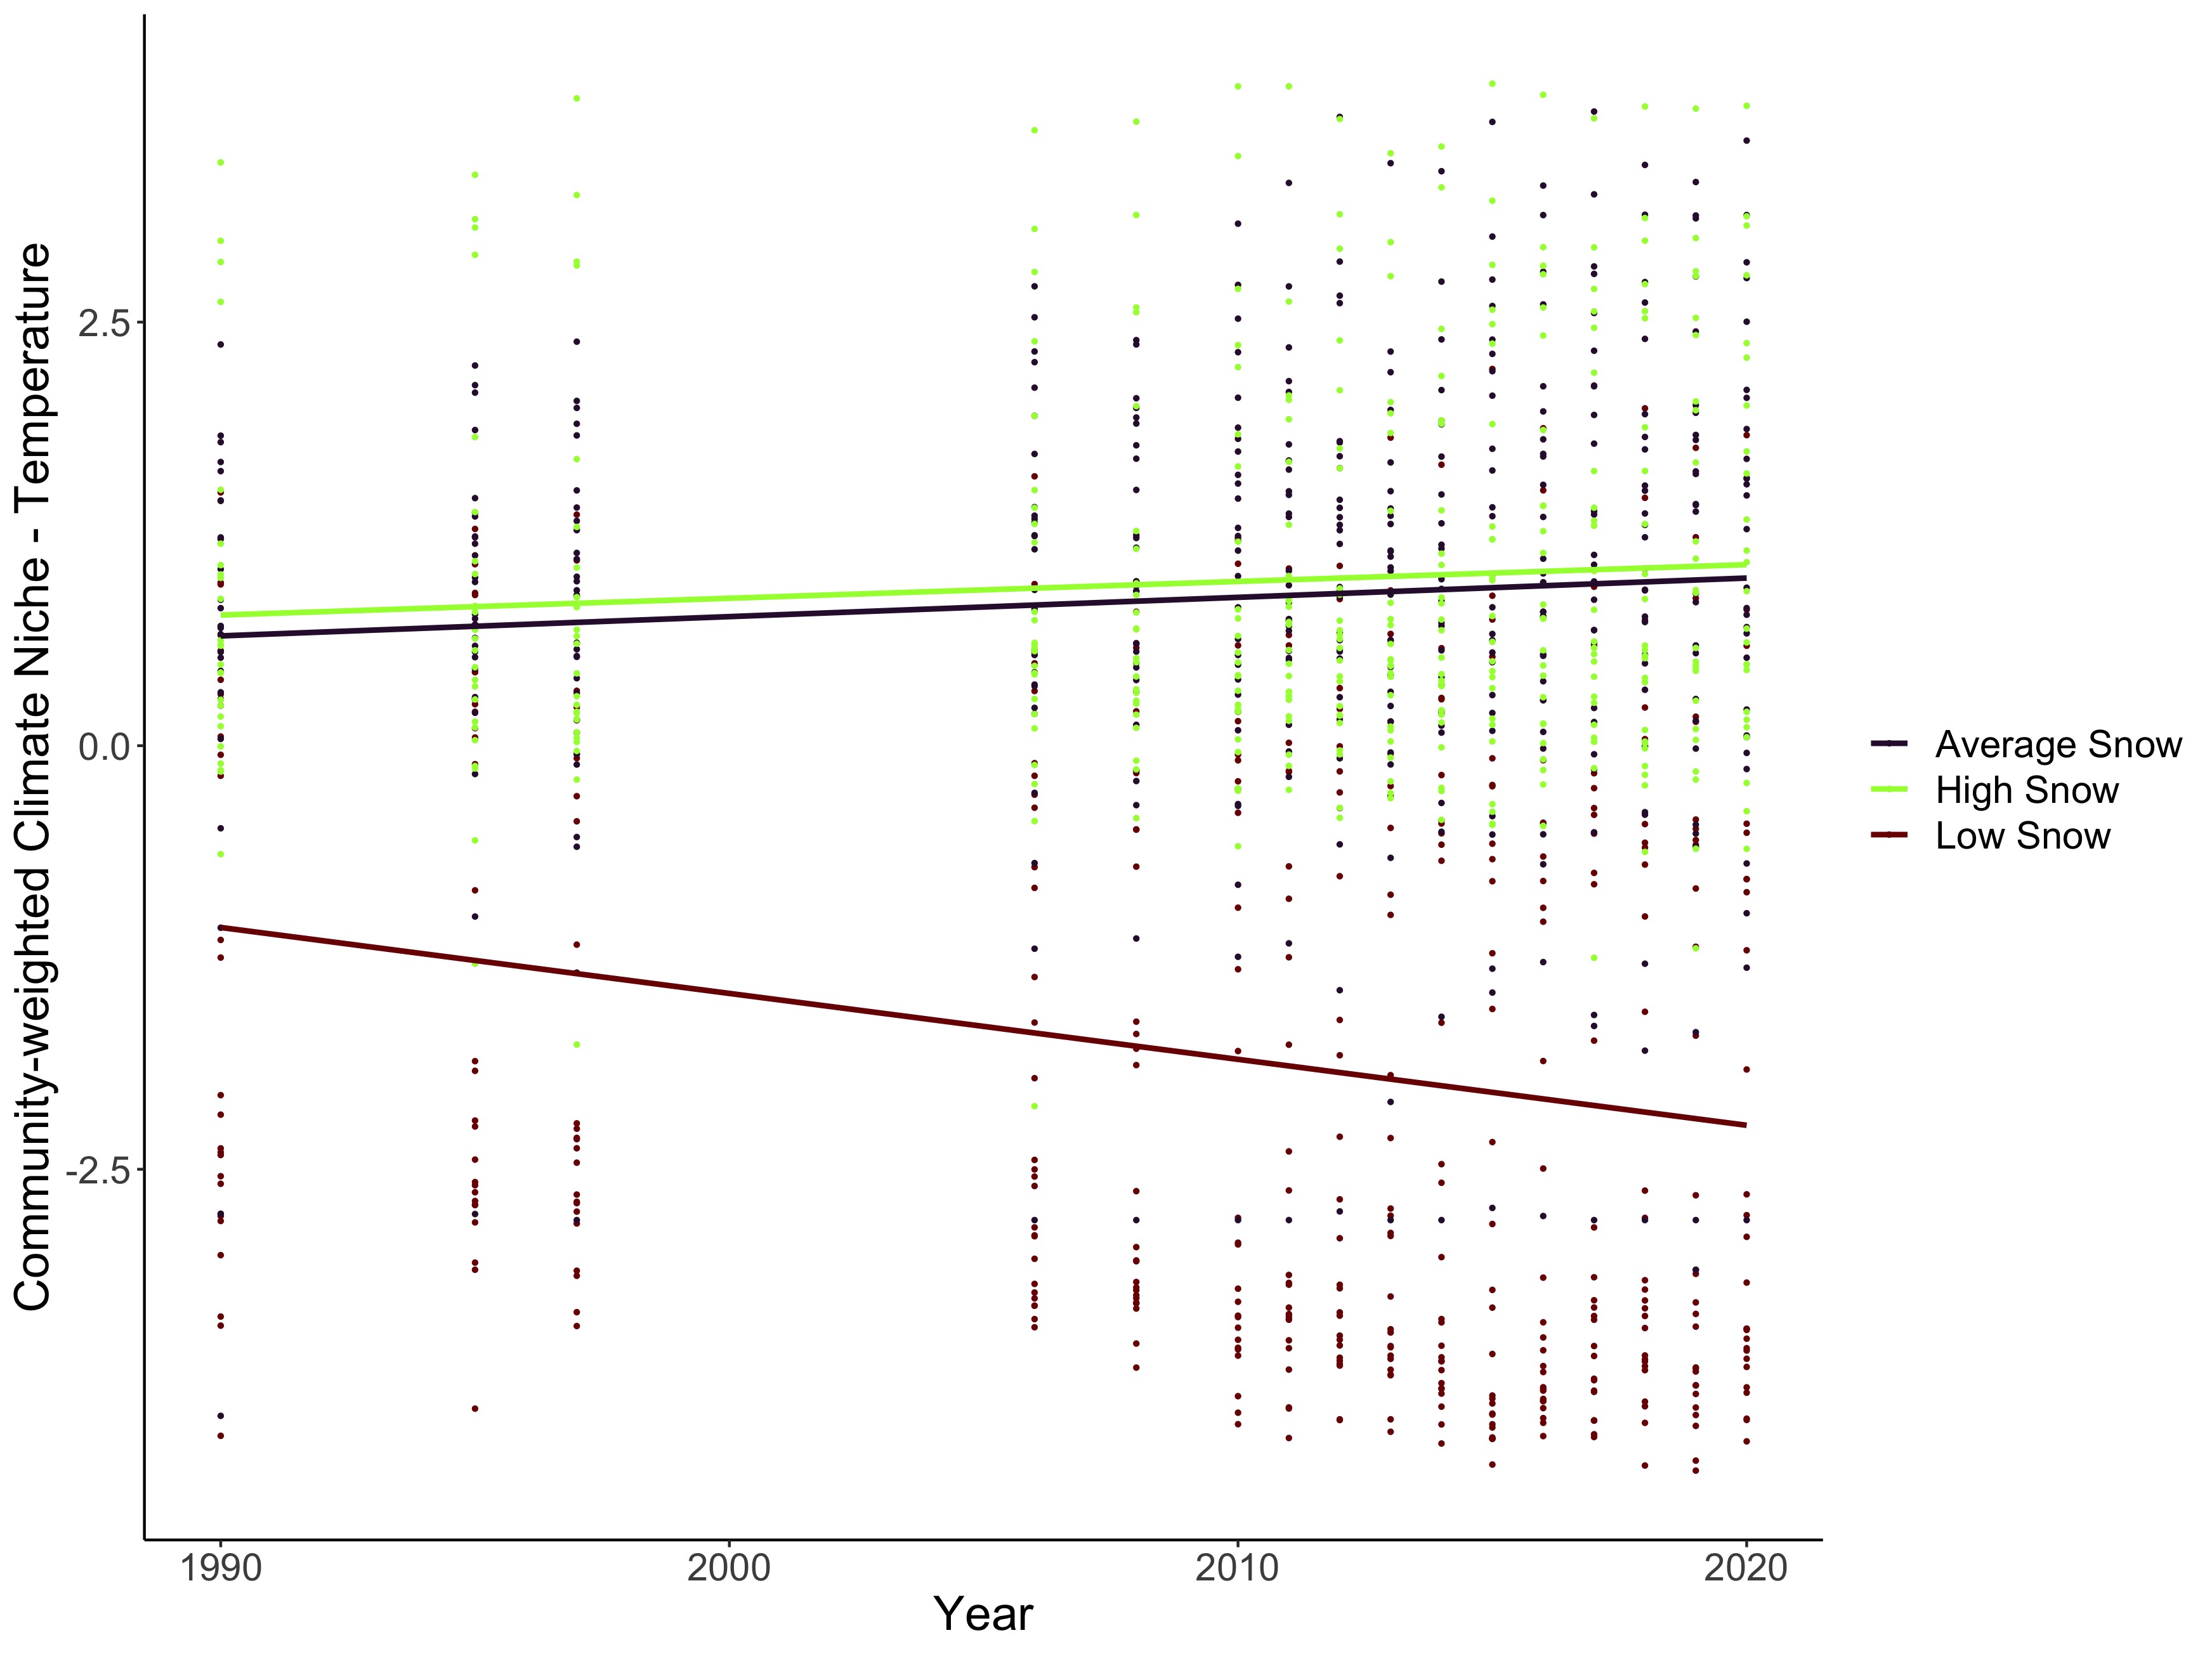 Community-weighted Climate Niche - Temperature
2.5
0.0
-2.5
1990
2000
2010
2020
Year
Average Snow
High Snow
Low Snow